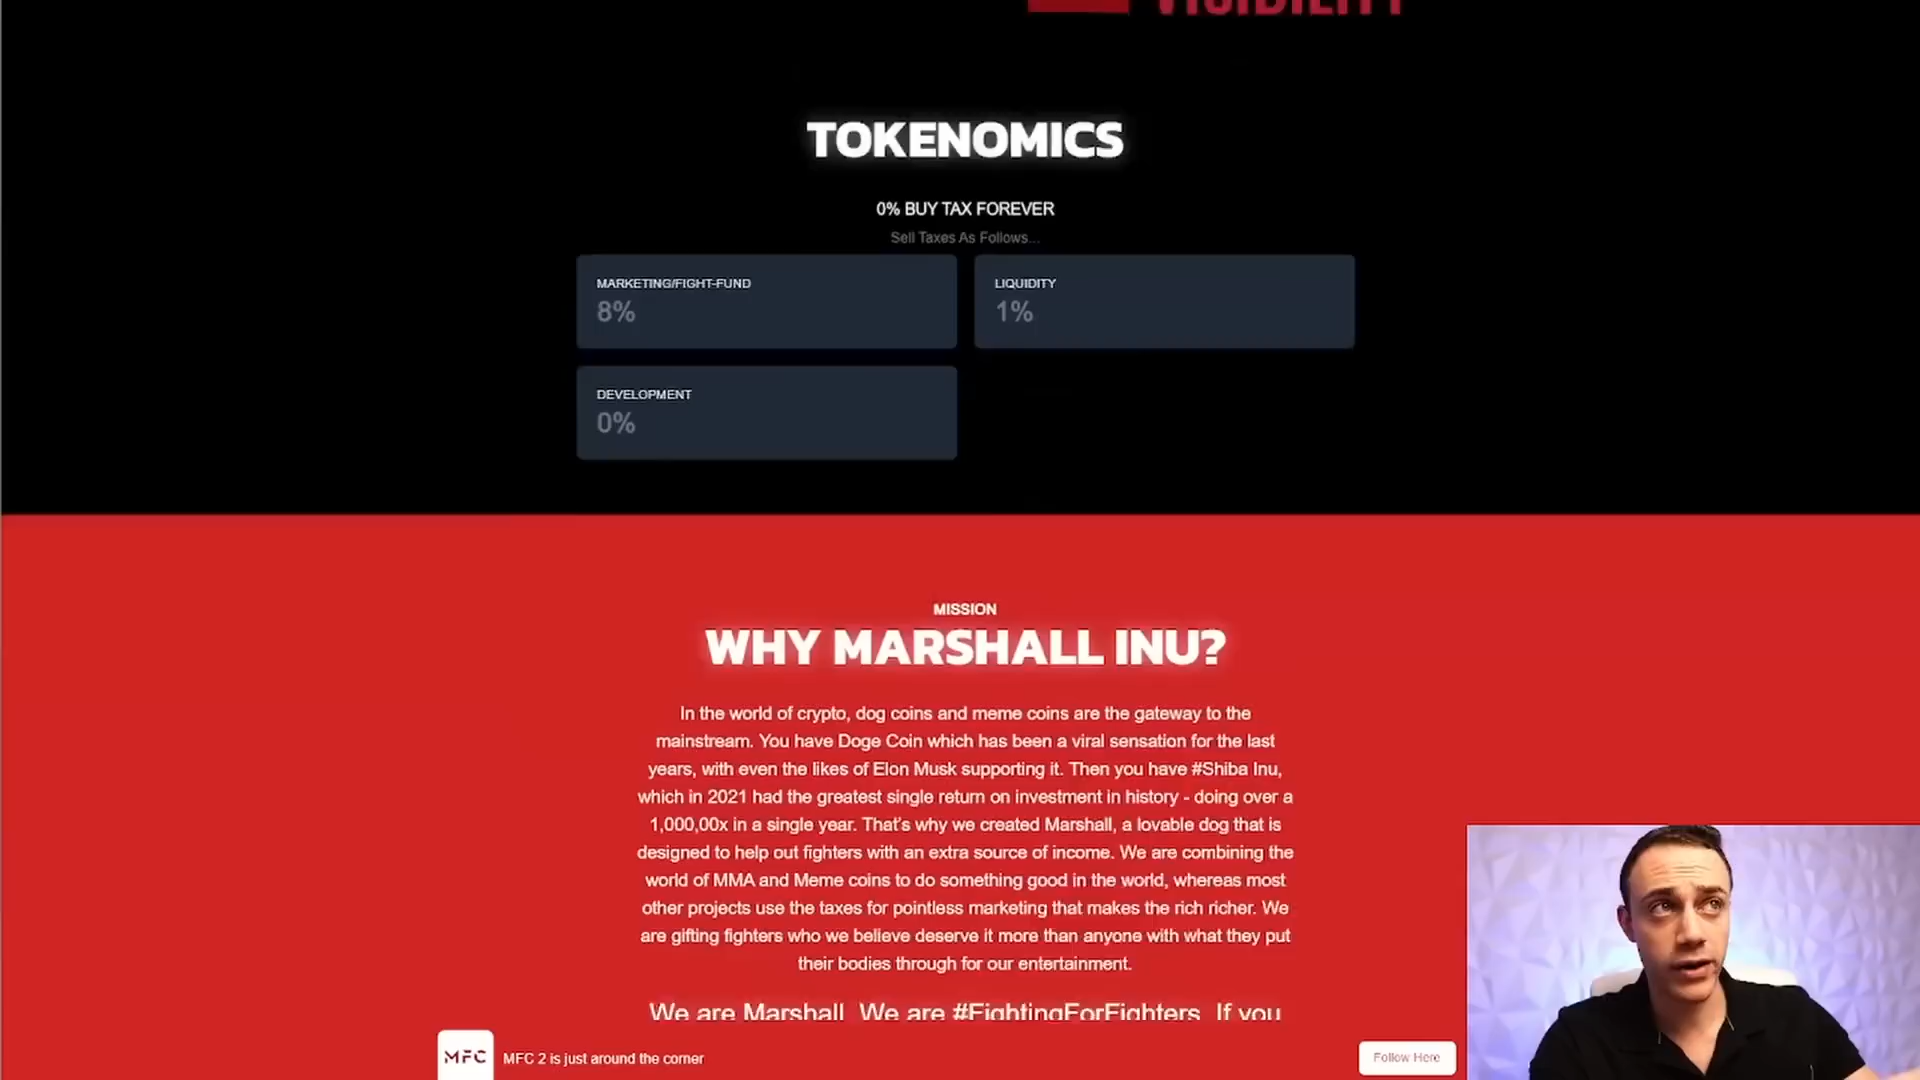 VISIBILITY
TOKENOMICS
0% BUY TAX FOREVER
Sell Taxes As Follows...
MARKETING/FIGHT-FUND
8%
LIQUIDITY
1%
DEVELOPMENT
0%
MISSION
WHY MARSHALL INU?
In the world of crypto, dog coins and meme coins are the gateway to the
mainstream. You have Doge Coin which has been a viral sensation for the last
years, with even the likes of Elon Musk supporting it. Then you have #Shiba Inu,
which in 2021 had the greatest single return on investment in history - doing over a
1,000,00x in a single year. That's why we created Marshall, a lovable dog that is
designed to help out fighters with an extra source of income. We are combining the
world of MMA and Meme coins to do something good in the world, whereas most
other projects use the taxes for pointless marketing that makes the rich richer. We
are gifting fighters who we believe deserve it more than anyone with what they put
their bodies through for our entertainment.
We are Marshall. We are #FightingForFighters. If you
MFC
MFC 2 is just around the corner
Follow Here